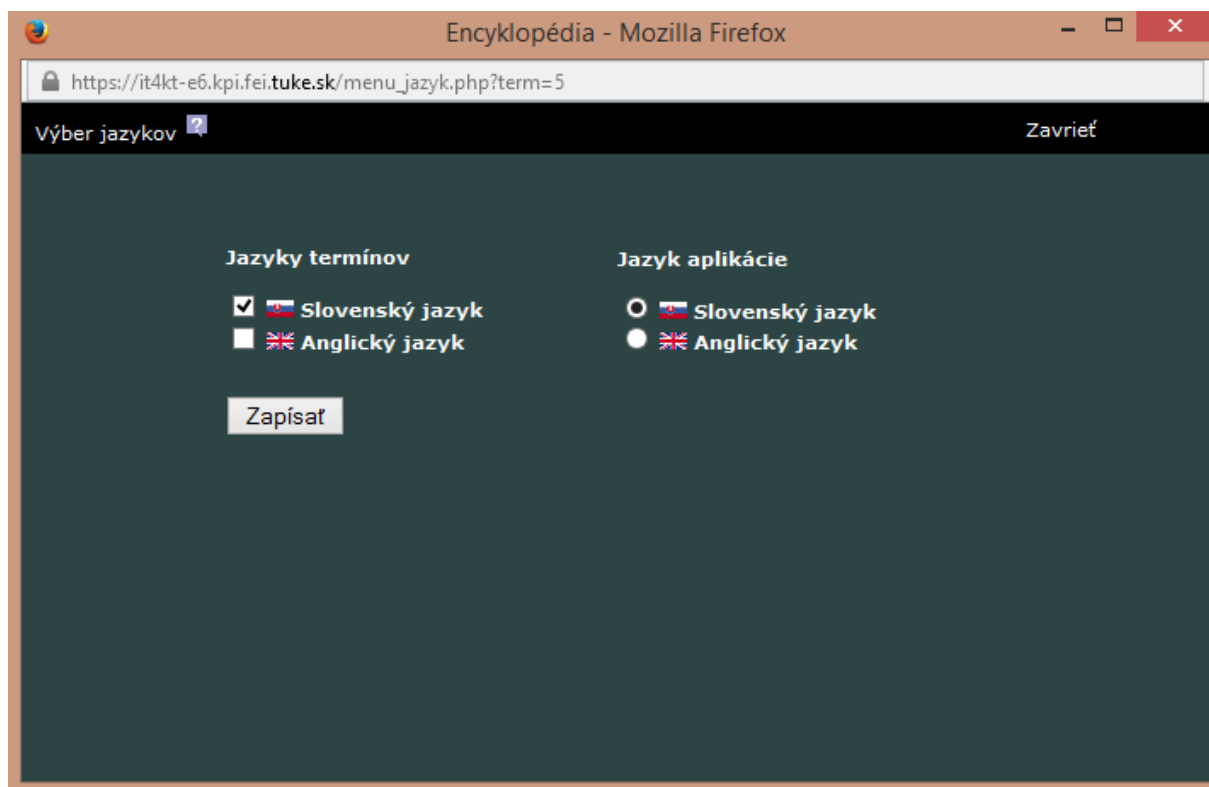 Encyklopédia - Mozilla Firefox
https://it4kt-e6.kpi.fei.tuke.sk/menu_jazyk.php?term=5
Výber jazykov ? Zavrieť
Jazyky termínov
Slovenský jazyk
Anglický jazyk
Zapísať
Jazyk aplikácie
Slovenský jazyk
Anglický jazyk